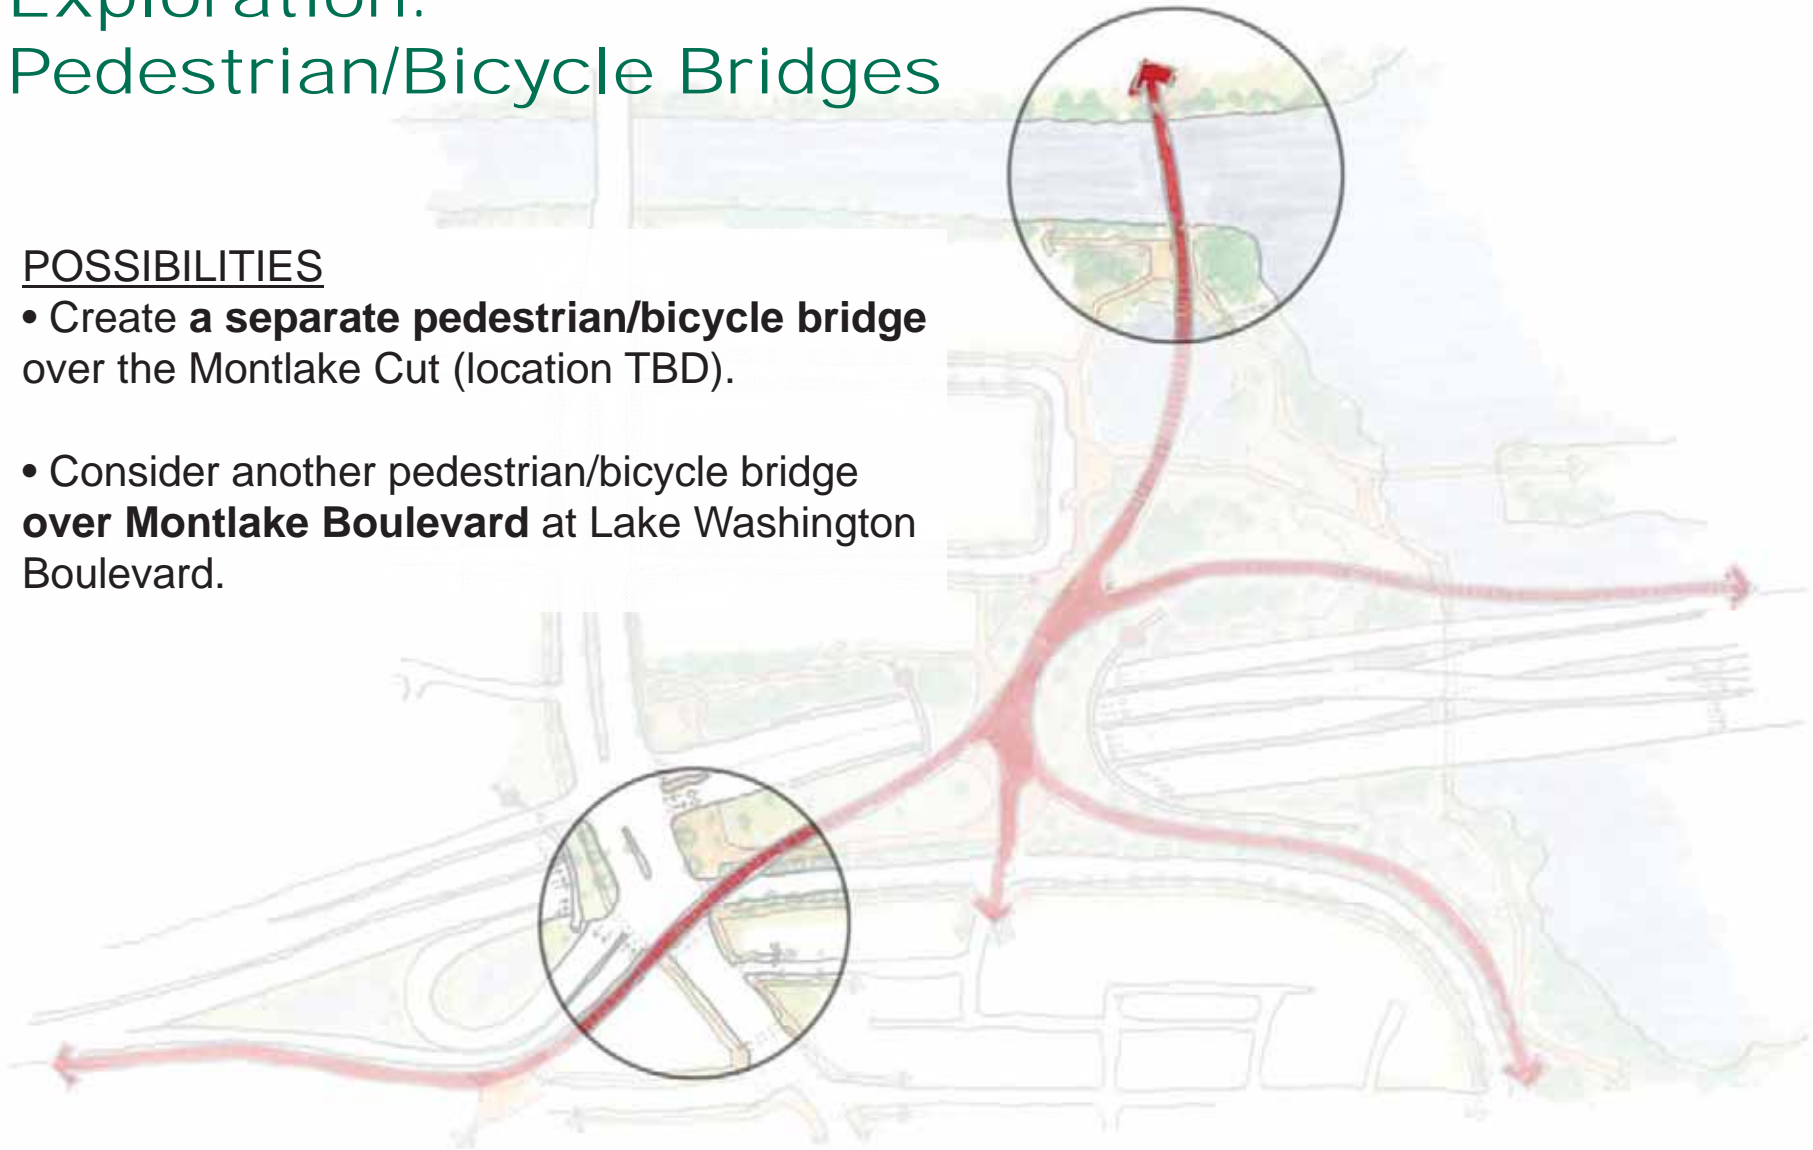 Exploration:
Pedestrian/Bicycle Bridges
POSSIBILITIES
• Create a separate pedestrian/bicycle bridge
over the Montlake Cut (location TBD).
• Consider another pedestrian/bicycle bridge
over Montlake Boulevard at Lake Washington
Boulevard.